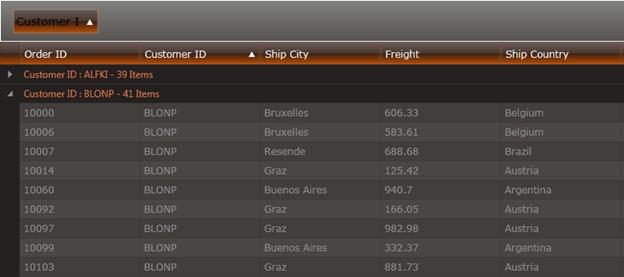 Customer I
Order ID Customer ID Ship City Freight Ship Country
Customer ID : ALFKI - 39 Items
Customer ID : BLONP - 41 Items
10000 BLONP Bruxelles 606.33 Belgium
10006 BLONP Bruxelles 583.61 Belgium
10007 BLONP Resende 688.68 Brazil
10014 BLONP Graz 125.42 Austria
10060 BLONP Buenos Aires 940.7 Argentina
10092 BLONP Graz 166.05 Austria
10097 BLONP Graz 982.98 Austria
10099 BLONP Buenos Aires 332.37 Argentina
10103 BLONP Graz 881.73 Austria